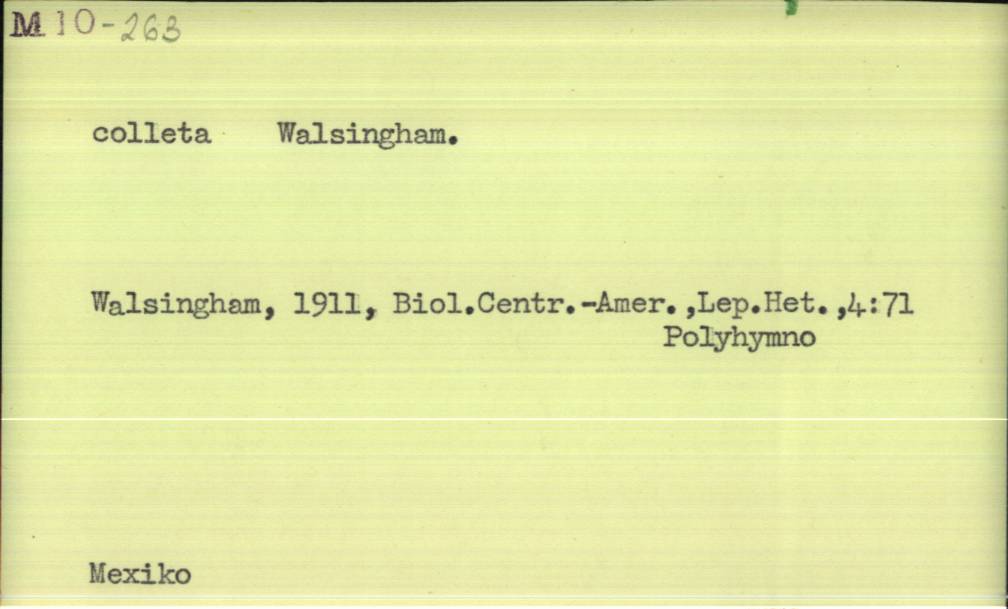 M 10-263
colleta Walsingham.
Walsingham, 1911, Biol.Centr.-Amer.,Lep.Het.,4:71
Polyhymno
Mexiko